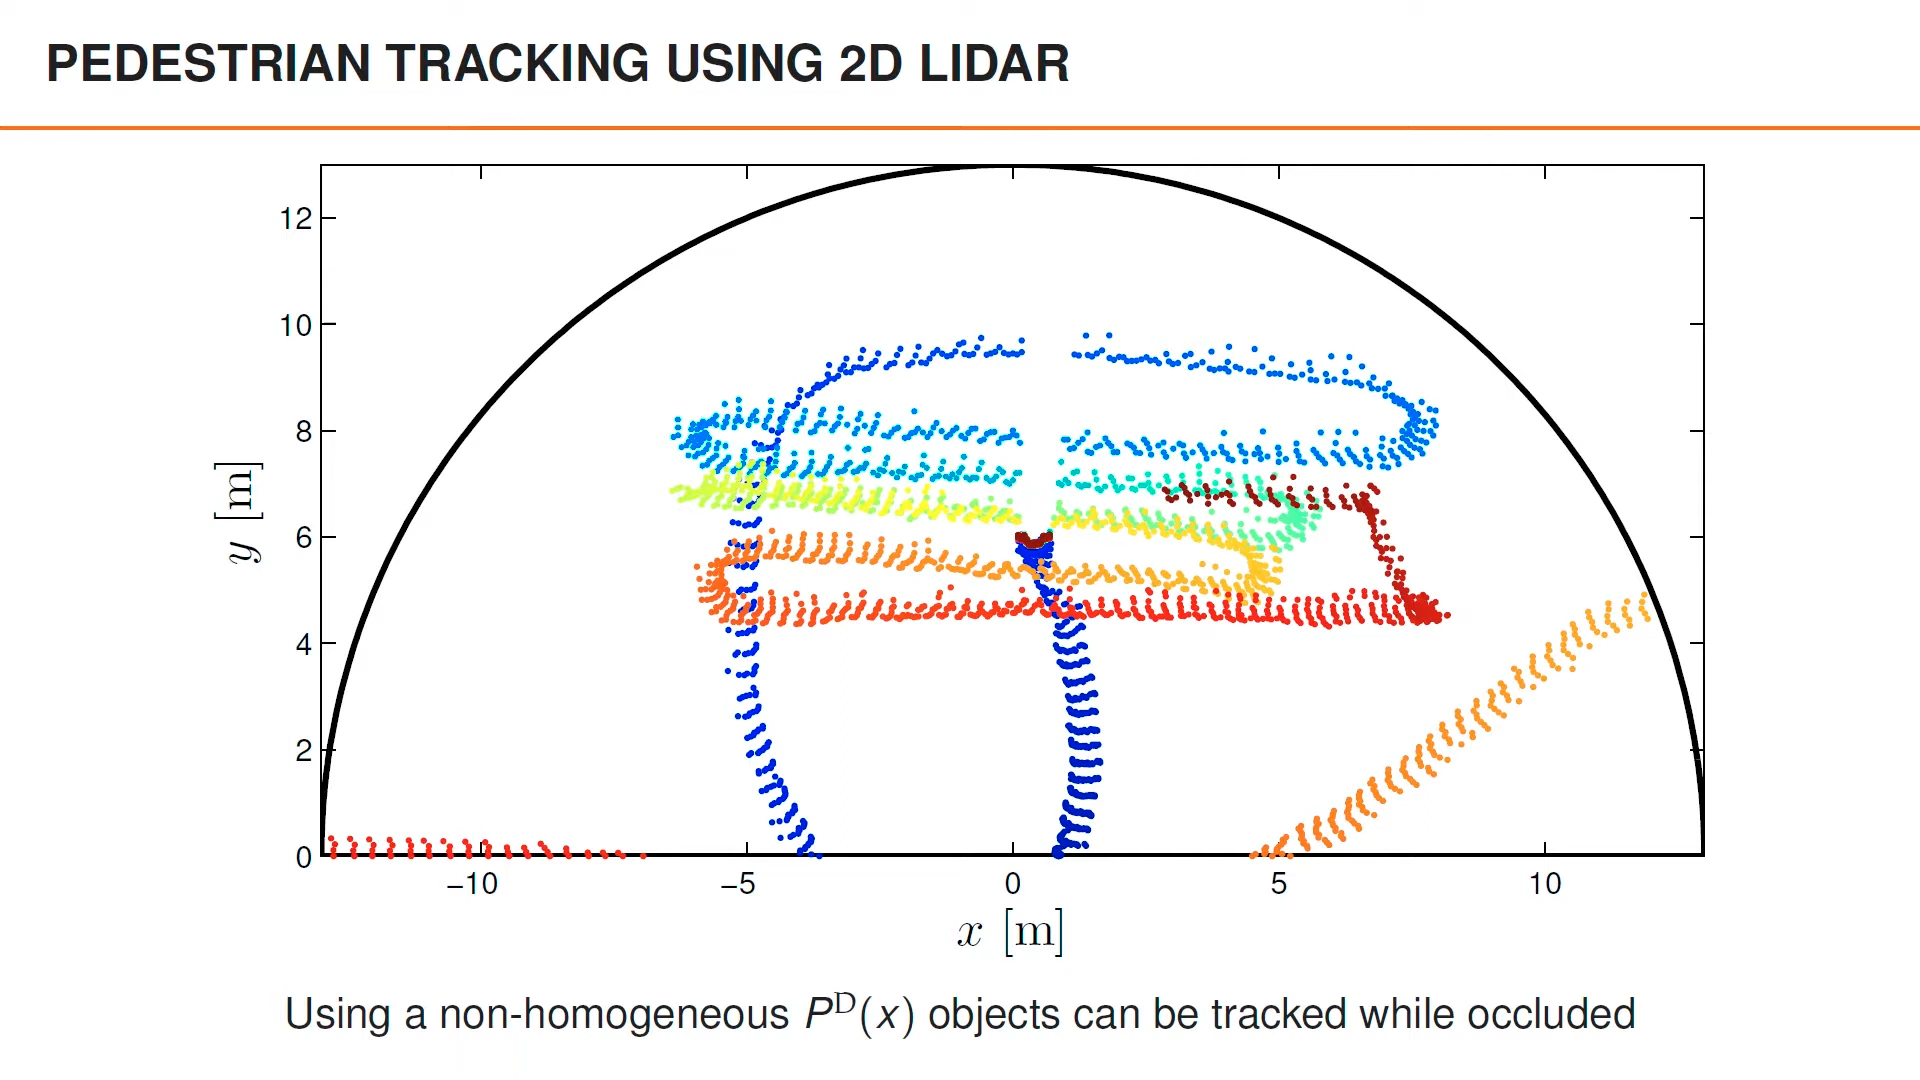 PEDESTRIAN TRACKING USING 2D LIDAR
12
10
8
6
4
2
0
y [m]
−10 −5 0 5 10
x [m]
Using a non-homogeneous P^D(x) objects can be tracked while occluded